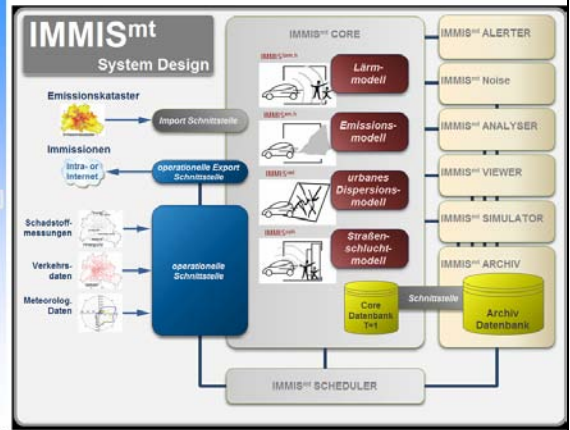 IMMISmt
System Design
Emissionskataster
Import Schnittstelle
Immissionen
Intra- or
Internet
operationelle Export
Schnittstelle
Schadstoff-
messungen
Verkehrs-
daten
Meteorolog.
Daten
operationelle
Schnittstelle
IMMISmt CORE
Lärm-
modell
Emissions-
modell
urbanes
Dispersions-
modell
Straßen-
schlucht-
modell
Core
Datenbank
T=1
Schnittstelle
Archiv
Datenbank
IMMISmt ALERTER
IMMISmt Noise
IMMISmt ANALYSER
IMMISmt VIEWER
IMMISmt SIMULATOR
IMMISmt ARCHIV
IMMISmt SCHEDULER